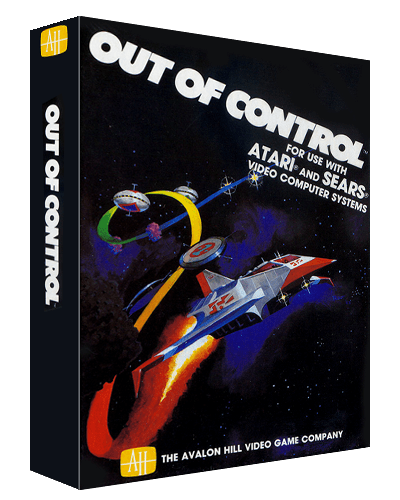 AH
OUT OF CONTROL
OUT OF CONTROL™
FOR USE WITH
ATARI® AND SEARS®
VIDEO COMPUTER SYSTEMS
AH
THE AVALON HILL VIDEO GAME COMPANY